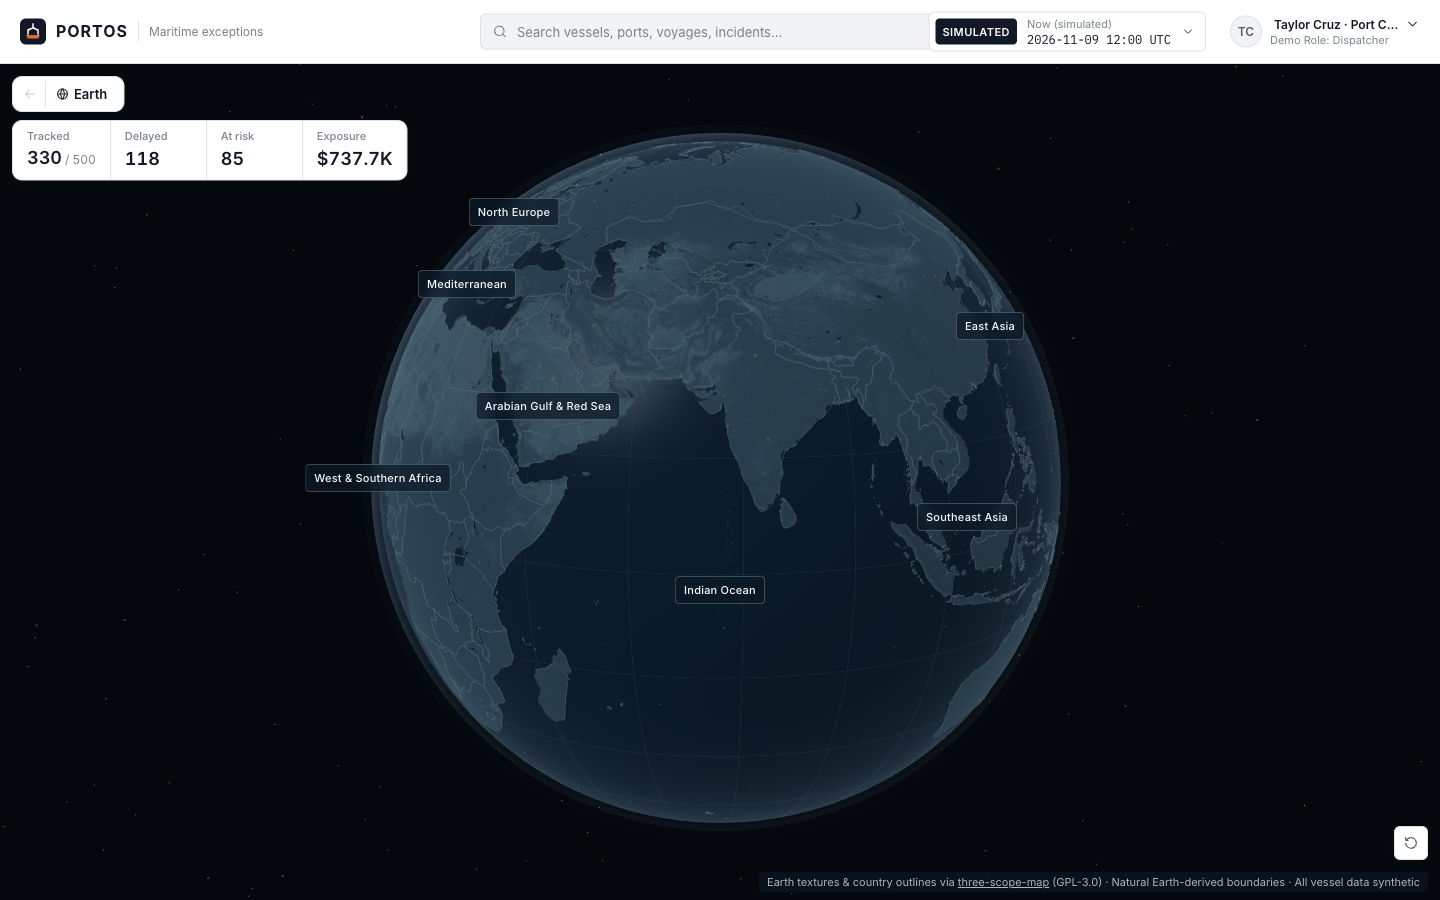 PORTOS
Maritime exceptions
Search vessels, ports, voyages, incidents...
SIMULATED
Now (simulated)
2026-11-09 12:00 UTC
TC
Taylor Cruz · Port C...
Demo Role: Dispatcher
Earth
Tracked
330 / 500
Delayed
118
At risk
85
Exposure
$737.7K
North Europe
Mediterranean
East Asia
Arabian Gulf & Red Sea
West & Southern Africa
Southeast Asia
Indian Ocean
Earth textures & country outlines via three-scope-map (GPL-3.0) · Natural Earth-derived boundaries · All vessel data synthetic